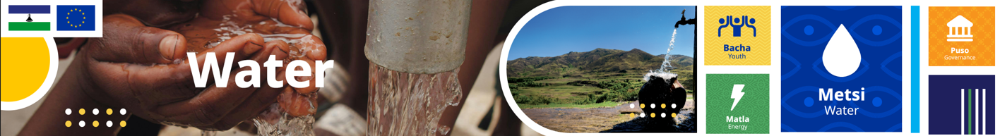 Water
Bacha
Youth
Matla
Energy
Metsi
Water
Puso
Governance